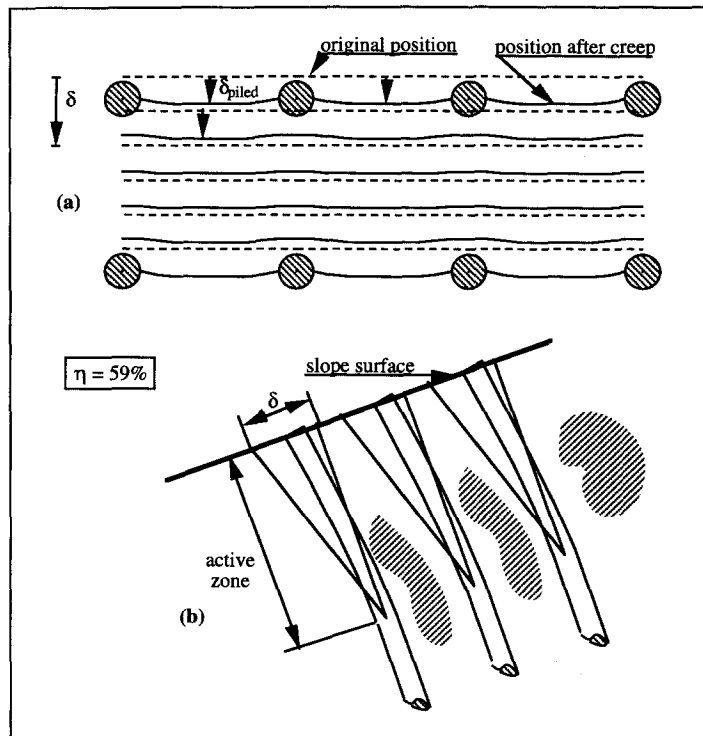 original position
position after creep
δ
δpiled
(a)
η = 59%
slope surface
δ
active
zone
(b)